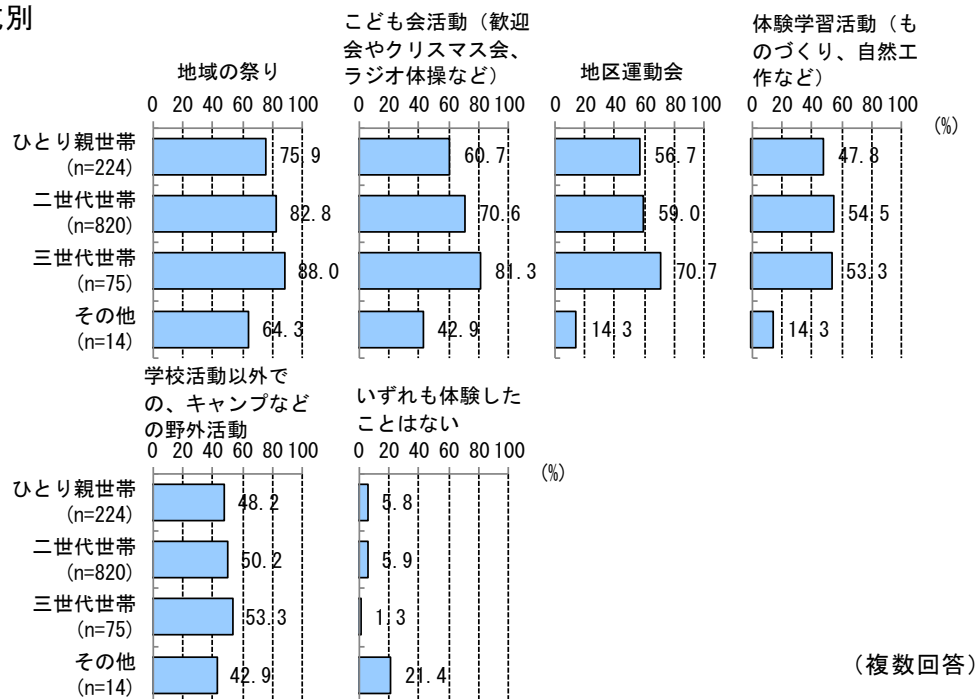 別
地域の祭り
こども会活動（歓迎
会やクリスマス会、
ラジオ体操など）
地区運動会
体験学習活動（も
のづくり、自然工
作など）
0 20 40 60 80 100
0 20 40 60 80 100
0 20 40 60 80 100
0 20 40 60 80 100
(%)
ひとり親世帯
(n=224)
75.9
60.7
56.7
47.8
二世代世帯
(n=820)
82.8
70.6
59.0
54.5
三世代世帯
(n=75)
88.0
81.3
70.7
53.3
その他
(n=14)
64.3
42.9
14.3
14.3
学校活動以外で
の、キャンプなど
の野外活動
いずれも体験した
ことはない
0 20 40 60 80 100
0 20 40 60 80 100
(%)
ひとり親世帯
(n=224)
48.2
5.8
二世代世帯
(n=820)
50.2
5.9
三世代世帯
(n=75)
53.3
1.3
その他
(n=14)
42.9
21.4
（複数回答）